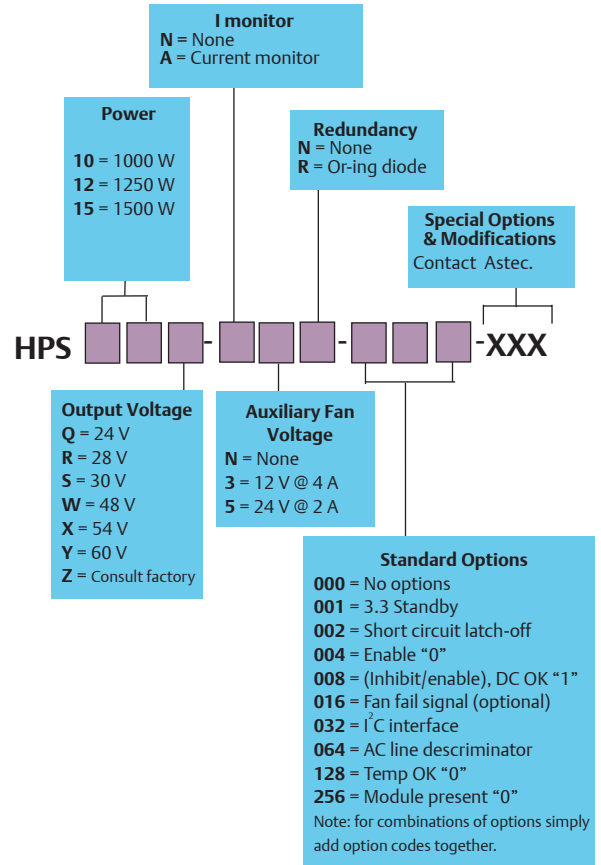 I monitor
N = None
A = Current monitor
Power
10 = 1000 W
12 = 1250 W
15 = 1500 W
Redundancy
N = None
R = Or-ing diode
Special Options
& Modifications
Contact Astec.
HPS - - -XXX
Output Voltage
Q = 24 V
R = 28 V
S = 30 V
W = 48 V
X = 54 V
Y = 60 V
Z = Consult factory
Auxiliary Fan
Voltage
N = None
3 = 12 V @ 4 A
5 = 24 V @ 2 A
Standard Options
000 = No options
001 = 3.3 Standby
002 = Short circuit latch-off
004 = Enable “0”
008 = (Inhibit/enable), DC OK “1”
016 = Fan fail signal (optional)
032 = I²C interface
064 = AC line descriminator
128 = Temp OK “0”
256 = Module present “0”
Note: for combinations of options simply
add option codes together.